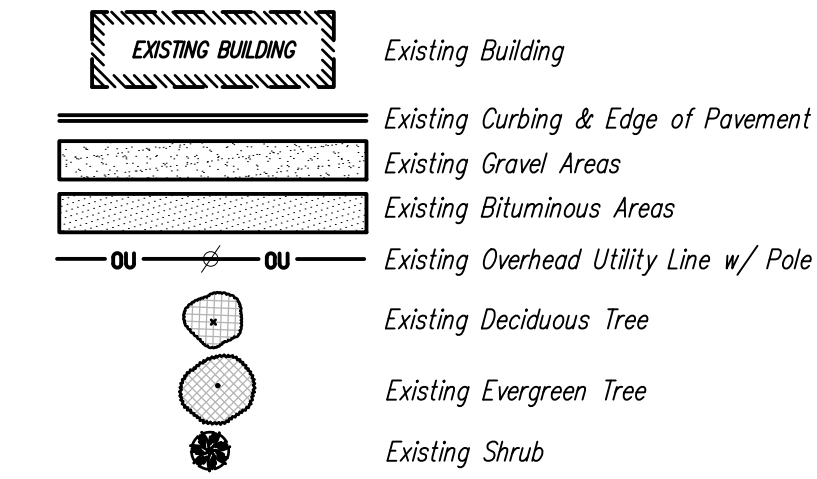 EXISTING BUILDING Existing Building
Existing Curbing & Edge of Pavement
Existing Gravel Areas
Existing Bituminous Areas
OU OU Existing Overhead Utility Line w/ Pole
Existing Deciduous Tree
Existing Evergreen Tree
Existing Shrub